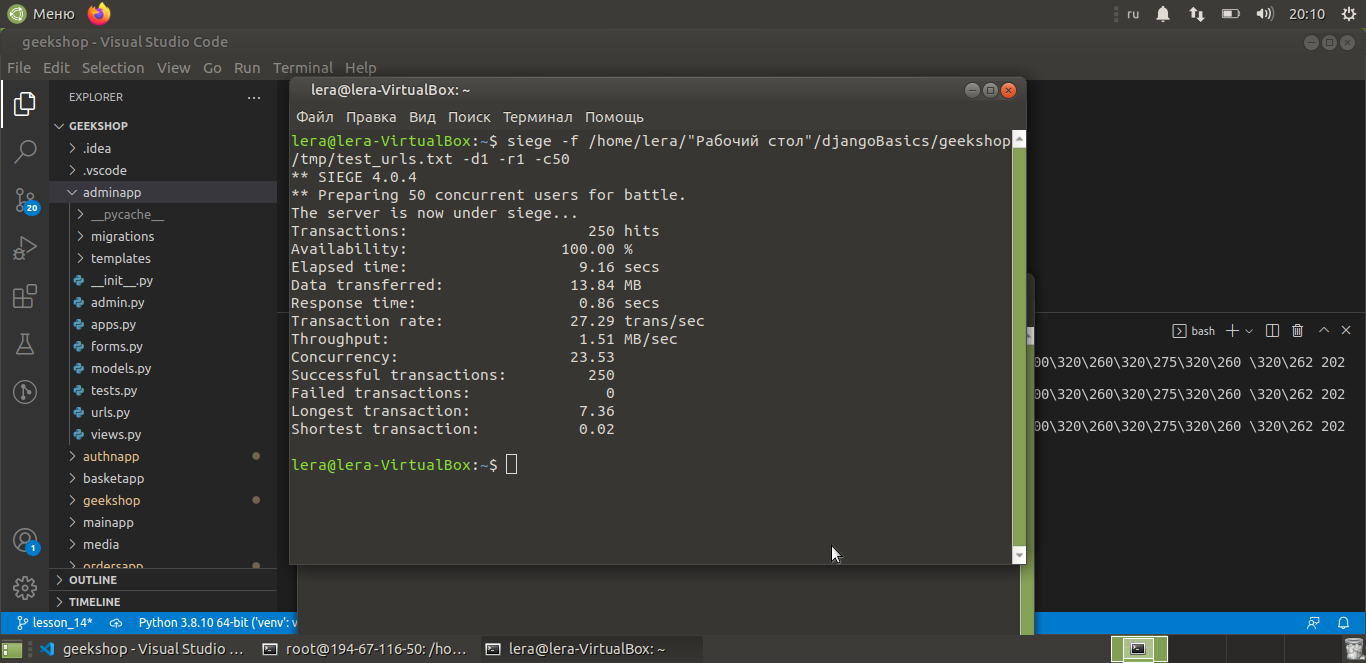 Меню
ru
20:10
geekshop - Visual Studio Code
File Edit Selection View Go Run Terminal Help
EXPLORER
GEEKSHOP
.idea
.vscode
adminapp
__pycache__
migrations
templates
__init__.py
admin.py
apps.py
forms.py
models.py
tests.py
urls.py
views.py
authnapp
basketapp
geekshop
mainapp
media
ordersapp
OUTLINE
TIMELINE
20
1
lera@lera-VirtualBox: ~
Файл Правка Вид Поиск Терминал Помощь
lera@lera-VirtualBox:~$ siege -f /home/lera/"Рабочий стол"/djangoBasics/geekshop
/tmp/test_urls.txt -d1 -r1 -c50
** SIEGE 4.0.4
** Preparing 50 concurrent users for battle.
The server is now under siege...
Transactions: 250 hits
Availability: 100.00 %
Elapsed time: 9.16 secs
Data transferred: 13.84 MB
Response time: 0.86 secs
Transaction rate: 27.29 trans/sec
Throughput: 1.51 MB/sec
Concurrency: 23.53
Successful transactions: 250
Failed transactions: 0
Longest transaction: 7.36
Shortest transaction: 0.02
lera@lera-VirtualBox:~$
bash
00\320\260\320\275\320\260 \320\262 202
00\320\260\320\275\320\260 \320\262 202
00\320\260\320\275\320\260 \320\262 202
lesson_14* Python 3.8.10 64-bit ('venv': v
geekshop - Visual Studio ... root@194-67-116-50: /ho... lera@lera-VirtualBox: ~